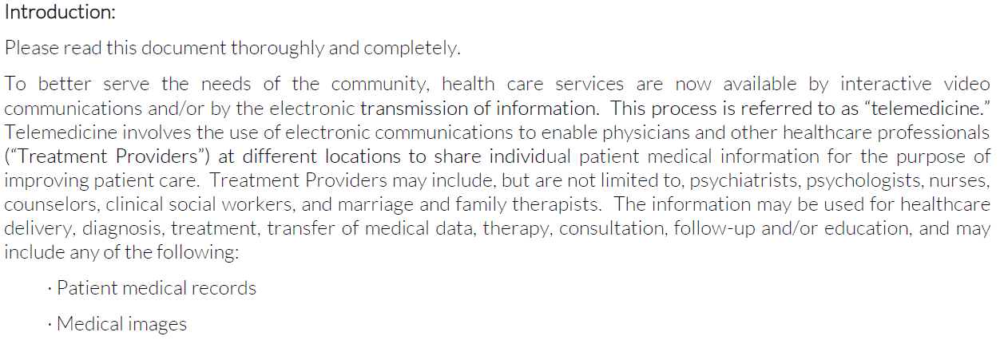 Introduction:
Please read this document thoroughly and completely.
To better serve the needs of the community, health care services are now available by interactive video
communications and/or by the electronic transmission of information.  This process is referred to as “telemedicine.”
Telemedicine involves the use of electronic communications to enable physicians and other healthcare professionals
(“Treatment Providers”) at different locations to share individual patient medical information for the purpose of
improving patient care.  Treatment Providers may include, but are not limited to, psychiatrists, psychologists, nurses,
counselors, clinical social workers, and marriage and family therapists.  The information may be used for healthcare
delivery, diagnosis, treatment, transfer of medical data, therapy, consultation, follow-up and/or education, and may
include any of the following:
· Patient medical records
· Medical images